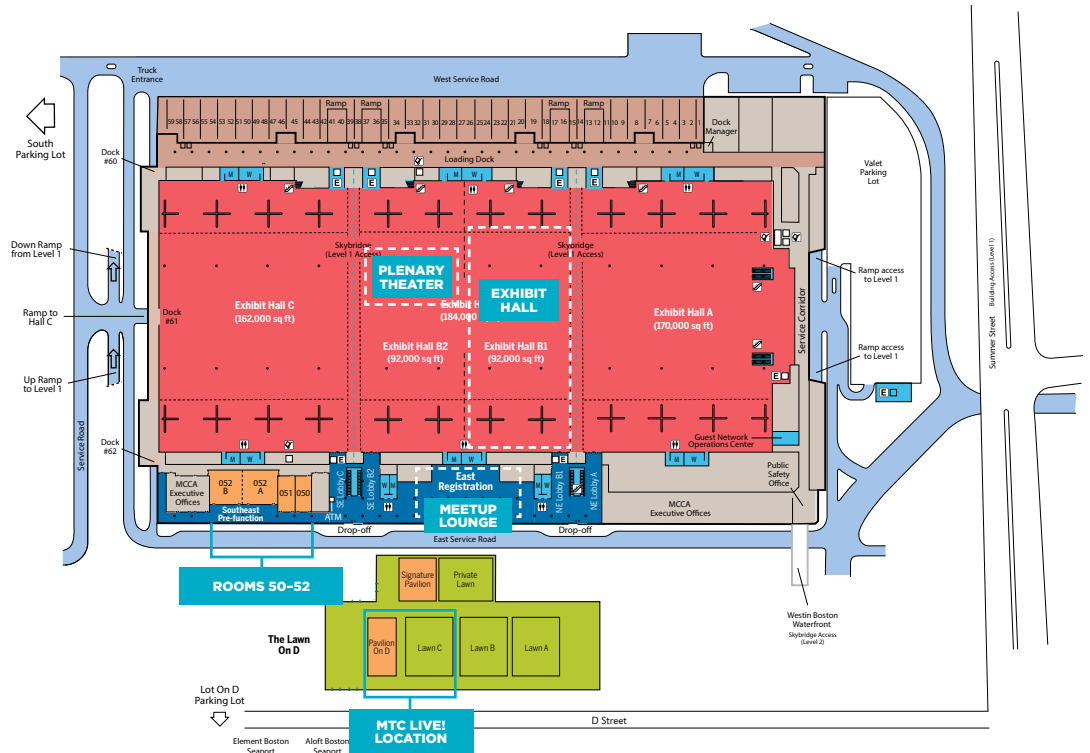 Truck
Entrance
West Service Road
South
Parking Lot
Dock
#60
Ramp
Ramp
Ramp
Ramp
59 58 57 56 55 54 53 52 51 50 49 48 47 46 45 44 43 42 41 40 39 38 37 36 35 34 33 32 31 30 29 28 27 26 25 24 23 22 21 20 19 18 17 16 15 14 13 12 11 10 9 8 7 6 5 4 3 2 1
Dock
Manager
Loading Dock
M W
E
E
M W
E
E
M W
Valet
Parking
Lot
Down Ramp
from Level 1
Skybridge
(Level 1 Access)
Skybridge
(Level 1 Access)
PLENARY
THEATER
EXHIBIT
HALL
Exhibit Hall C
(162,000 sq ft)
Exhibit H
(184,000 sq ft)
Exhibit Hall A
(170,000 sq ft)
Exhibit Hall B2
(92,000 sq ft)
Exhibit Hall B1
(92,000 sq ft)
Ramp to
Hall C
Dock
#61
Up Ramp
to Level 1
Service Road
E
Ramp access
to Level 1
Ramp access
to Level 1
Service Corridor
Summer Street
Building Access (Level 1)
E
E
Guest Network
Operations Center
Dock
#62
M W
E
M W
E
M W
Public
Safety
Office
MCCA
Executive
Offices
052
B
052
A
051
050
Southeast
Pre-function
ATM
SE Lobby C
SE Lobby B2
W M
East
Registration
MEETUP
LOUNGE
W M
NE Lobby B1
NE Lobby A
MCCA
Executive Offices
Drop-off
Drop-off
East Service Road
ROOMS 50–52
Signature
Pavilion
Private
Lawn
The Lawn
On D
Pavilion
On D
Lawn C
Lawn B
Lawn A
Westin Boston
Waterfront
Skybridge Access
(Level 2)
Lot On D
Parking Lot
MTC LIVE!
LOCATION
D Street
Element Boston
Seaport
Aloft Boston
Seaport